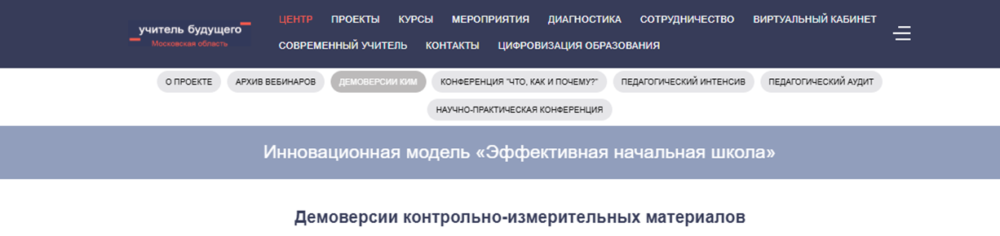 учитель будущего
Московская область
ЦЕНТР ПРОЕКТЫ КУРСЫ МЕРОПРИЯТИЯ ДИАГНОСТИКА СОТРУДНИЧЕСТВО ВИРТУАЛЬНЫЙ КАБИНЕТ
СОВРЕМЕННЫЙ УЧИТЕЛЬ КОНТАКТЫ ЦИФРОВИЗАЦИЯ ОБРАЗОВАНИЯ
О ПРОЕКТЕ АРХИВ ВЕБИНАРОВ ДЕМОВЕРСИИ КИМ КОНФЕРЕНЦИЯ "ЧТО, КАК И ПОЧЕМУ?" ПЕДАГОГИЧЕСКИЙ ИНТЕНСИВ ПЕДАГОГИЧЕСКИЙ АУДИТ
НАУЧНО-ПРАКТИЧЕСКАЯ КОНФЕРЕНЦИЯ
Инновационная модель «Эффективная начальная школа»
Демоверсии контрольно-измерительных материалов